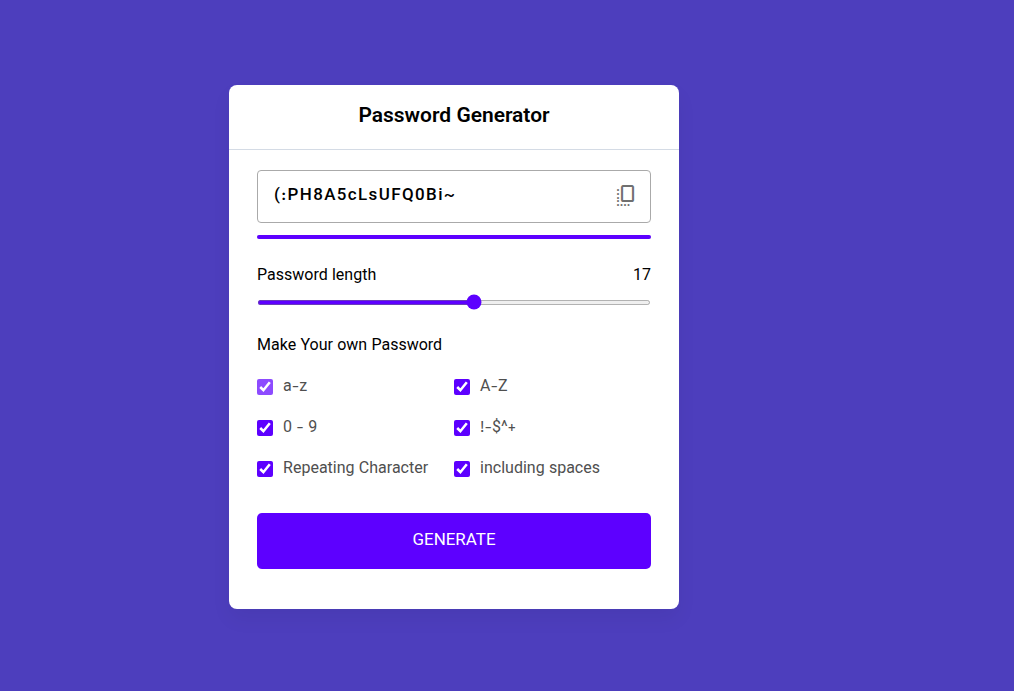 Password Generator
(:PH8A5cLsUFQ0Bi~
Password length 17
Make Your own Password
a-z A-Z
0 - 9 !-$^+
Repeating Character including spaces
GENERATE